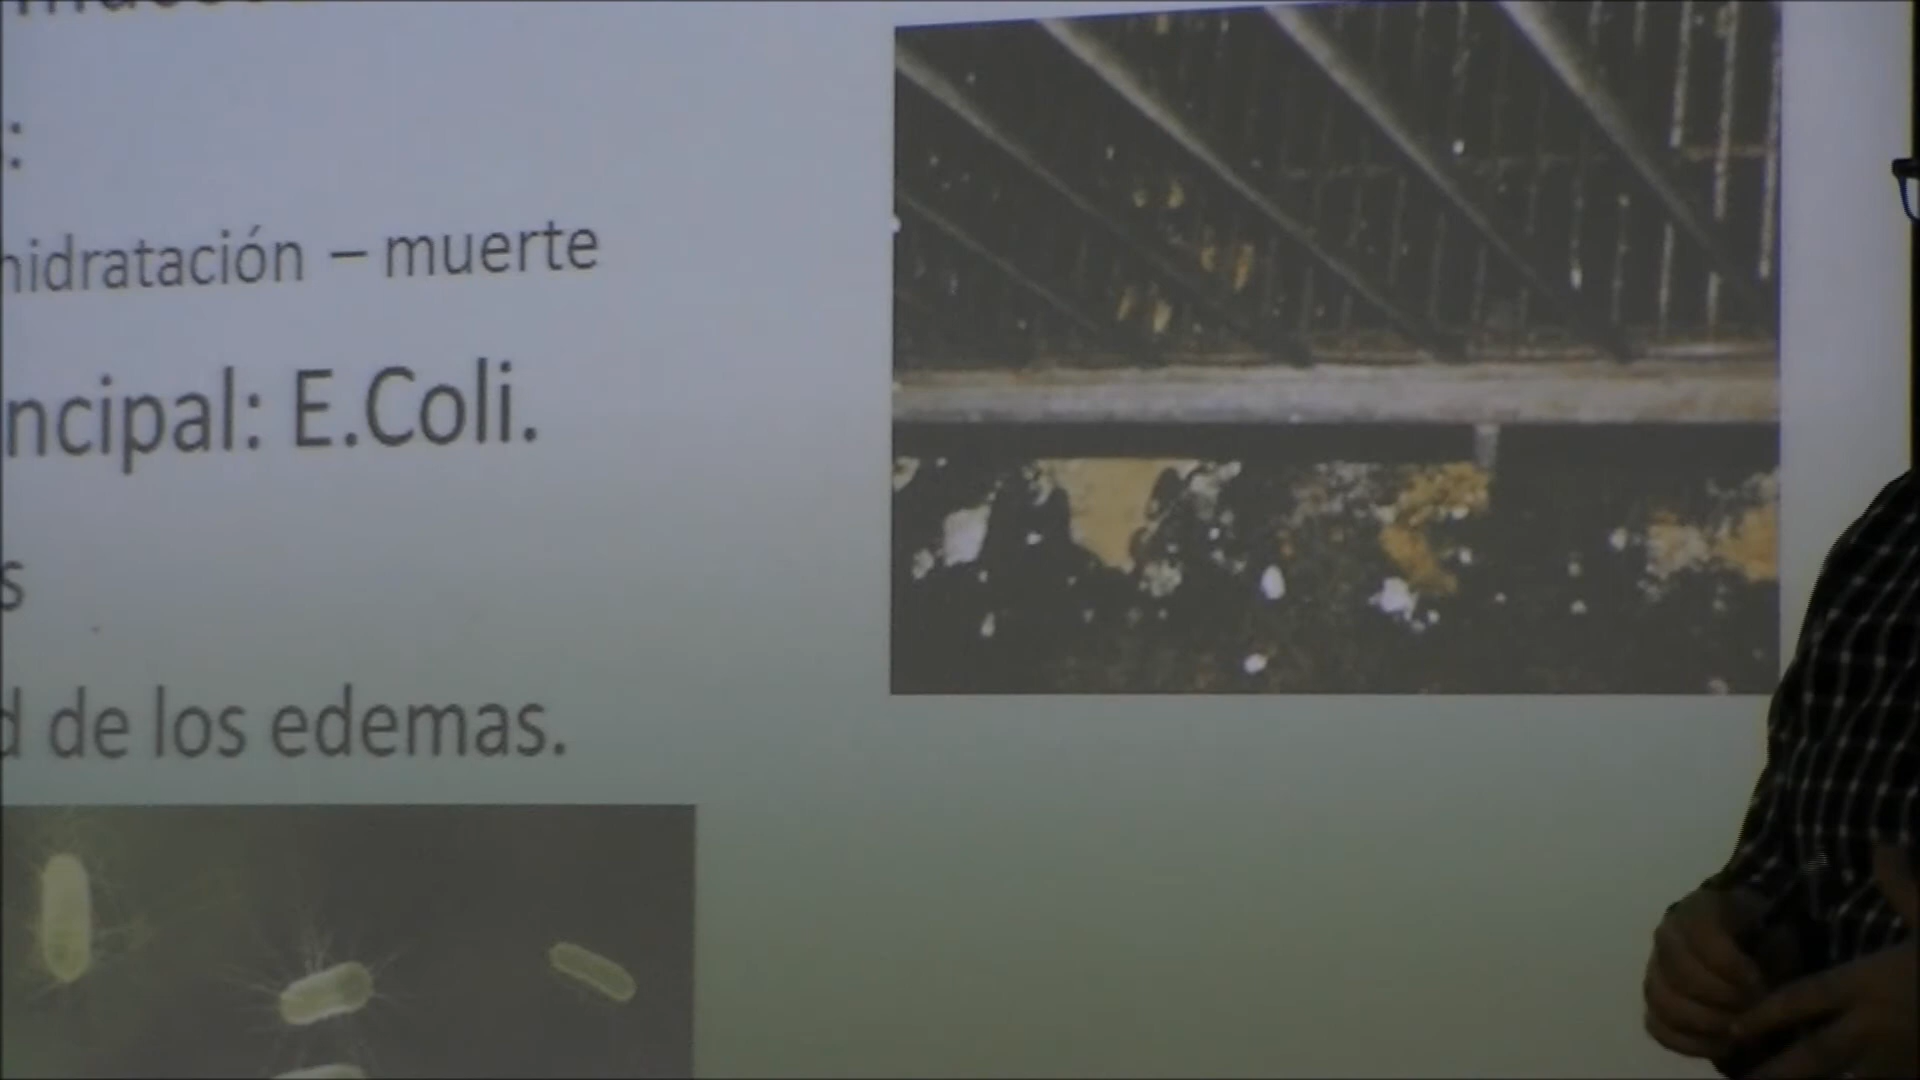 :
hidratación – muerte
ncipal: E.Coli.
s
d de los edemas.